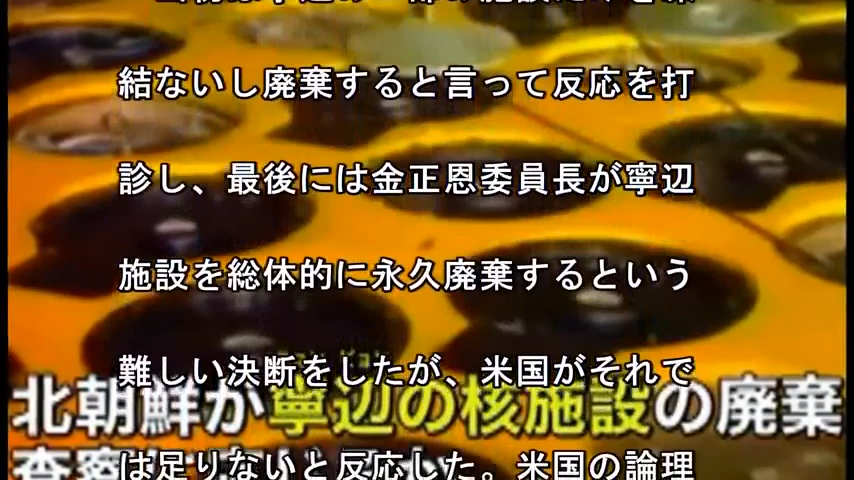 結ないし廃棄すると言って反応を打
診し、最後には金正恩委員長が寧辺
施設を総体的に永久廃棄するという
難しい決断をしたが、米国がそれで
北朝鮮が寧辺の核施設の廃棄
は足りないと反応した。米国の論理